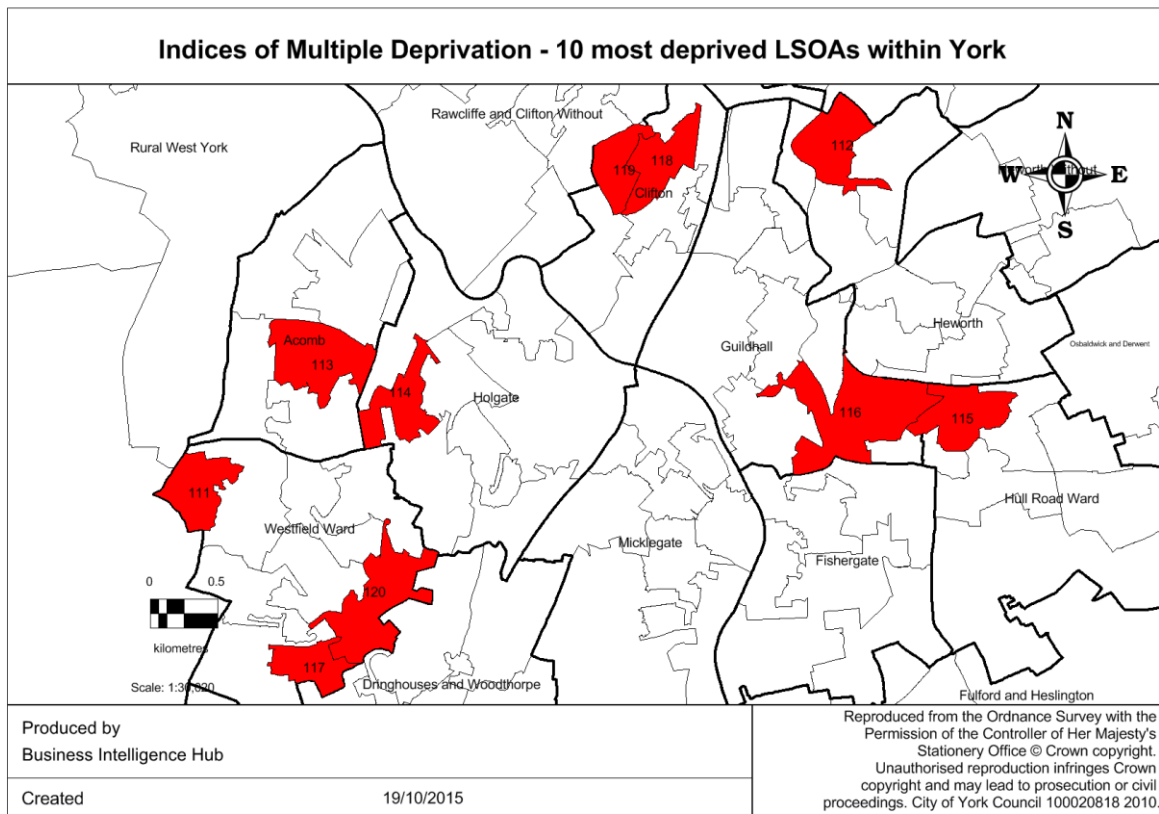 Indices of Multiple Deprivation - 10 most deprived LSOAs within York
Rawcliffe and Clifton Without
Rural West York
112
N
119
118
W
E
Clifton
S
Acomb
113
Heworth
Guildhall
Osbaldwick and Derwent
114
Holgate
116
115
111
Hull Road Ward
Westfield Ward
Micklegate
Fishergate
0
0.5
120
kilometres
117
Scale: 1:30,020
Dringhouses and Woodthorpe
Fulford and Heslington
Produced by
Business Intelligence Hub
Created
19/10/2015
Reproduced from the Ordnance Survey with the
Permission of the Controller of Her Majesty's
Stationery Office © Crown copyright.
Unauthorised reproduction infringes Crown
copyright and may lead to prosecution or civil
proceedings. City of York Council 100020818 2010.